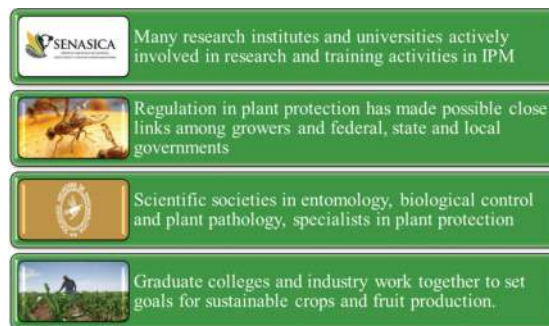 SENASICA
Many research institutes and universities actively
involved in research and training activities in IPM
Regulation in plant protection has made possible close
links among growers and federal, state and local
governments
Scientific societies in entomology, biological control
and plant pathology, specialists in plant protection
Graduate colleges and industry work together to set
goals for sustainable crops and fruit production.